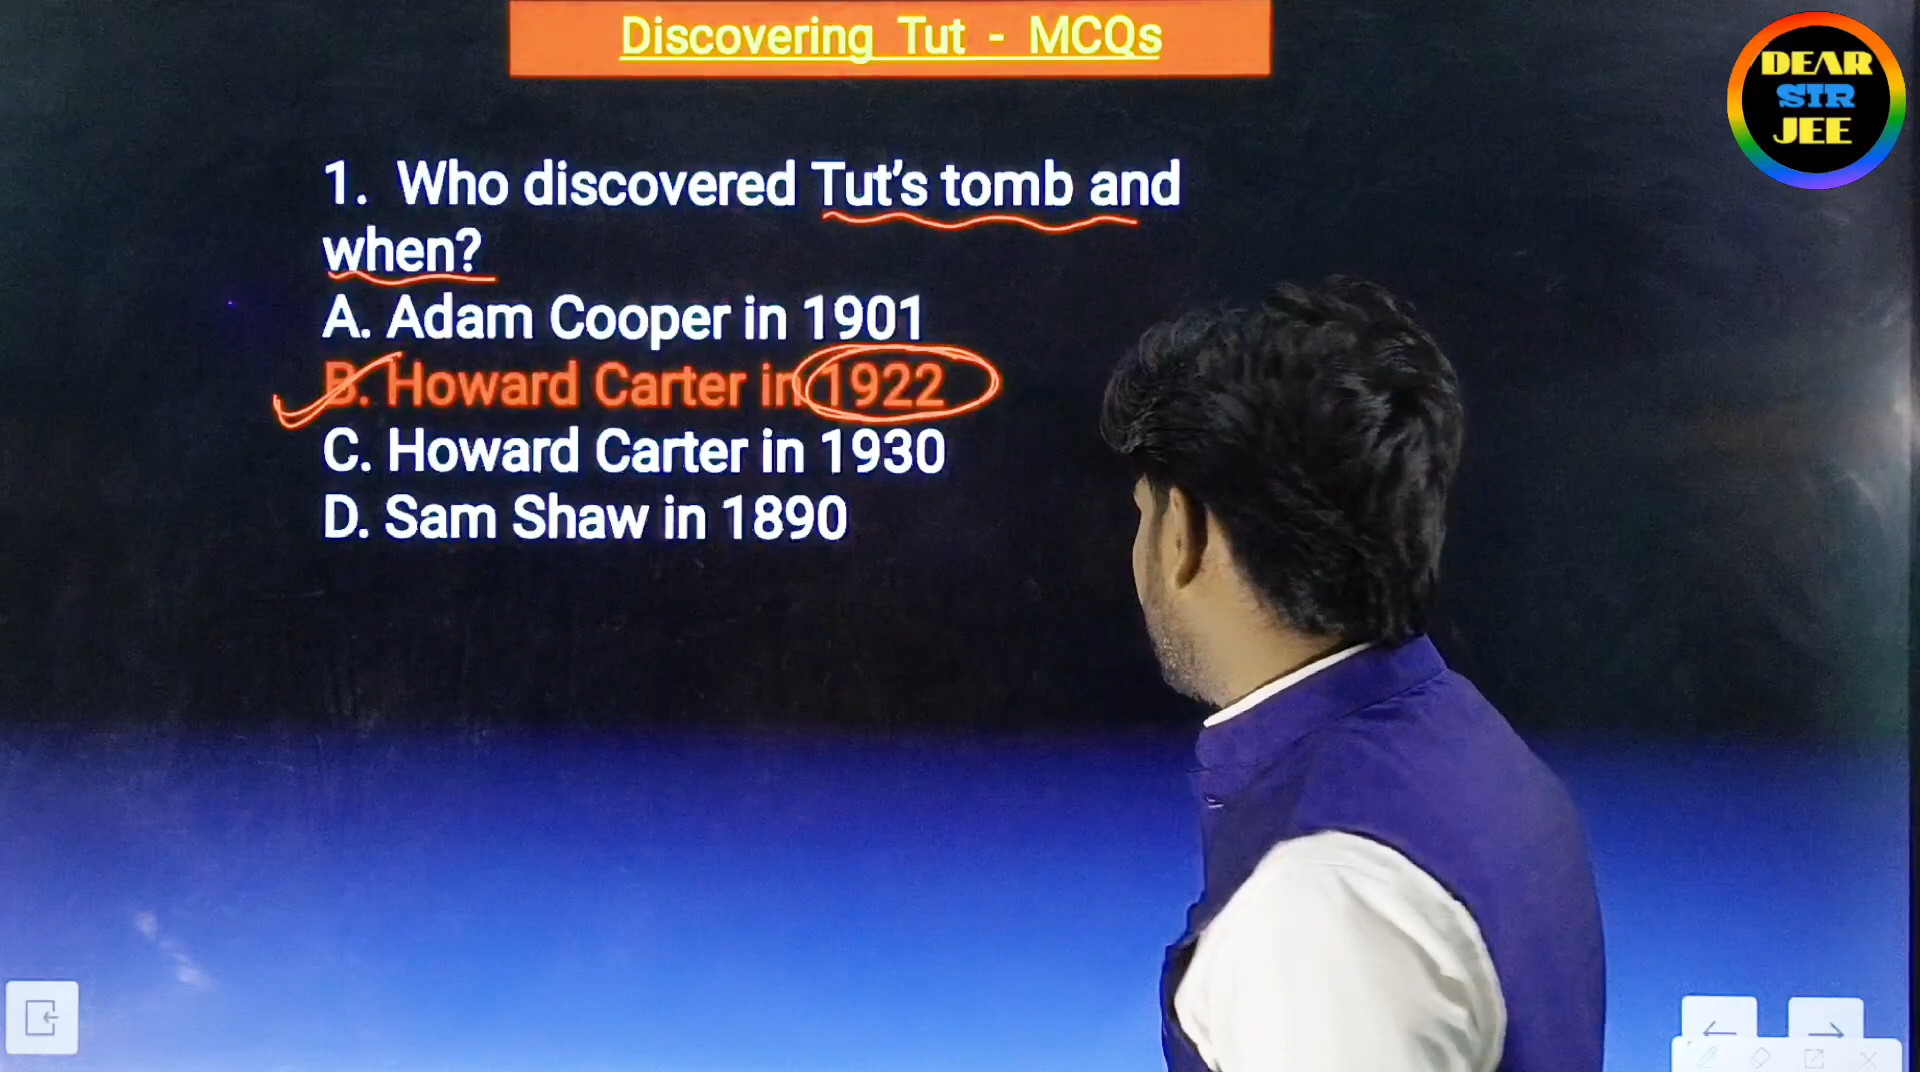 Discovering Tut - MCQs
DEAR
SIR
JEE
1. Who discovered Tut's tomb and
when?
A. Adam Cooper in 1901
B. Howard Carter in 1922
C. Howard Carter in 1930
D. Sam Shaw in 1890